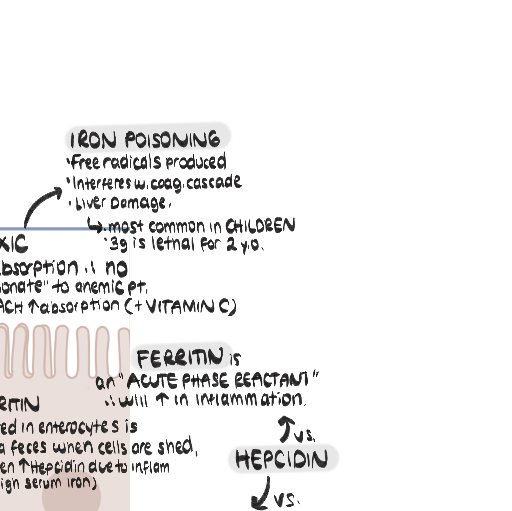 IRON POISONING
•Free radicals produced
•Interferes w. coag. cascade
•Liver Damage.
↳ most common in CHILDREN
•3g is lethal for 2 y.o.
XIC
bsorption ∴ no
onate" to anemic pt.
ACH ↑absorption (+ VITAMIN C)
FERRITIN is
an "ACUTE PHASE REACTANT"
∴ will ↑ in inflammation.
RITIN
ed in enterocytes is
a feces when cells are shed,
en ↑Hepcidin due to inflam
igh serum iron)
↑ vs.
HEPCIDIN
↙ vs.